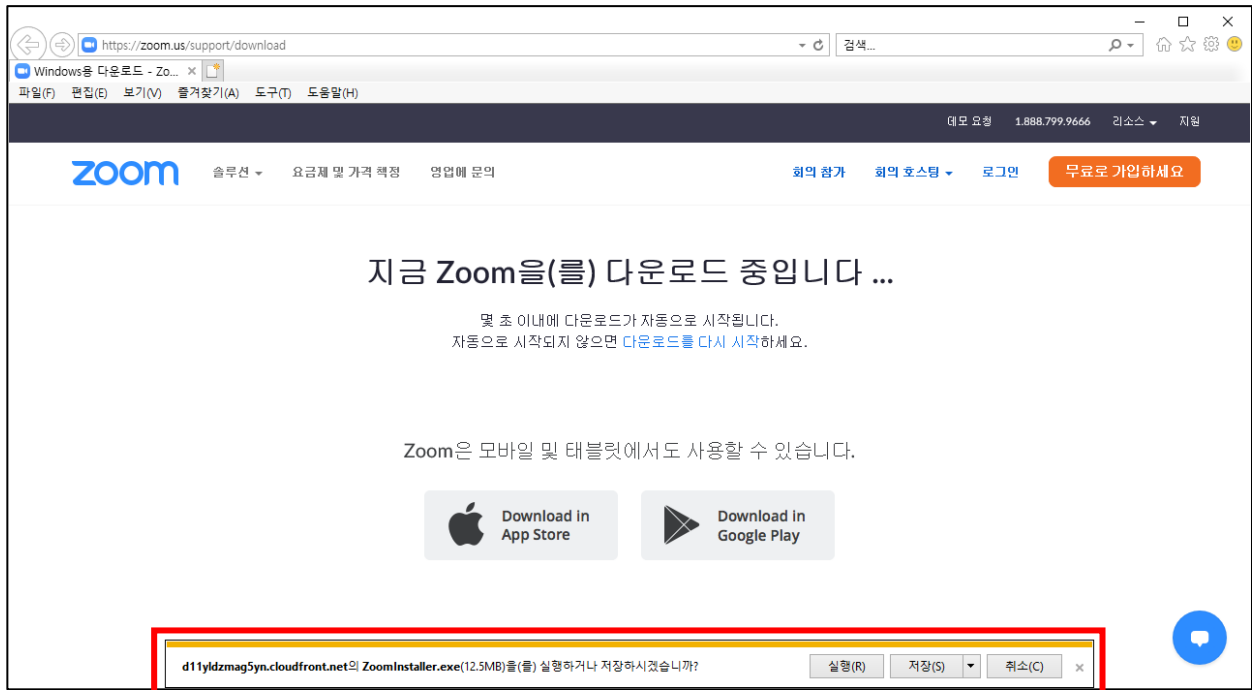 https://zoom.us/support/download
검색...
Windows용 다운로드 - Zo...
파일(F) 편집(E) 보기(V) 즐겨찾기(A) 도구(T) 도움말(H)
데모 요청 1.888.799.9666 리소스 지원
zoom 솔루션 요금제 및 가격 책정 영업에 문의 회의 참가 회의 호스팅 로그인 무료로 가입하세요
지금 Zoom을(를) 다운로드 중입니다 ...
몇 초 이내에 다운로드가 자동으로 시작됩니다.
자동으로 시작되지 않으면 다운로드를 다시 시작하세요.
Zoom은 모바일 및 태블릿에서도 사용할 수 있습니다.
Download in
App Store
Download in
Google Play
d11yldzmag5yn.cloudfront.net의 ZoomInstaller.exe(12.5MB)을(를) 실행하거나 저장하시겠습니까? 실행(R) 저장(S) 취소(C)